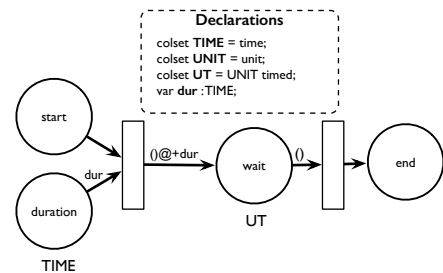 Declarations
colset TIME = time;
colset UNIT = unit;
colset UT = UNIT timed;
var dur : TIME;
start
dur
()@+dur
wait
()
end
duration
TIME
UT